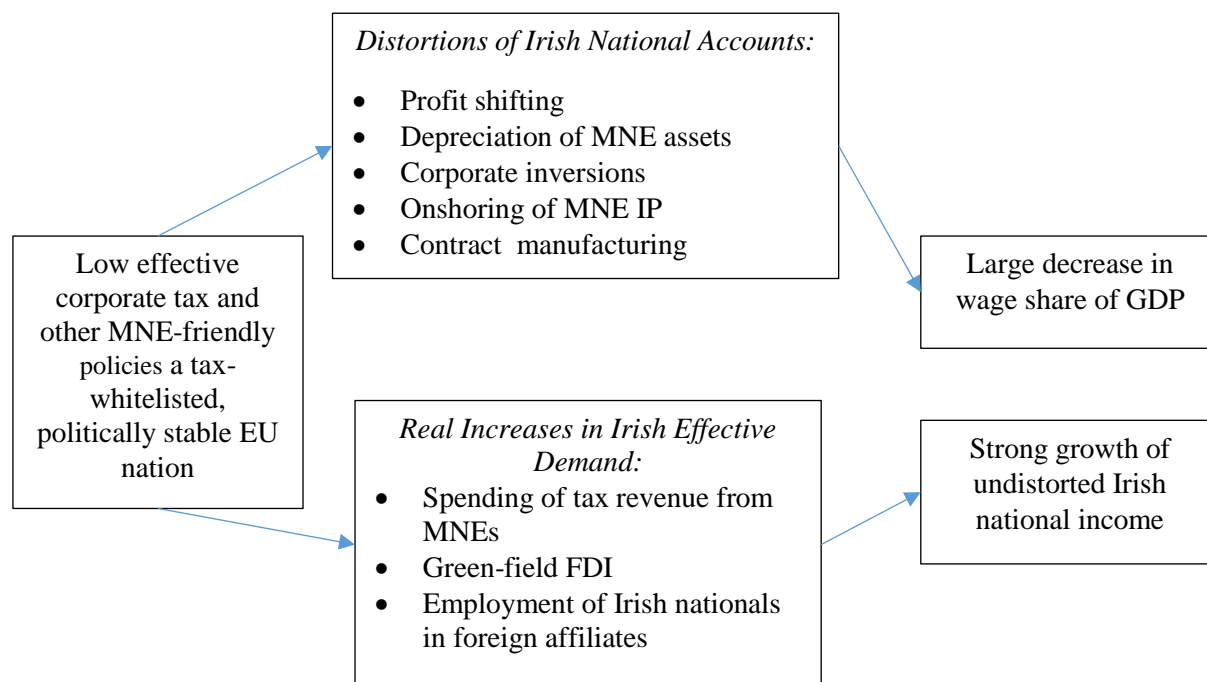 Distortions of Irish National Accounts:
• Profit shifting
• Depreciation of MNE assets
• Corporate inversions
• Onshoring of MNE IP
• Contract manufacturing
Low effective
corporate tax and
other MNE-friendly
policies a tax-
whitelisted,
politically stable EU
nation
Large decrease in
wage share of GDP
Real Increases in Irish Effective
Demand:
• Spending of tax revenue from
MNEs
• Green-field FDI
• Employment of Irish nationals
in foreign affiliates
Strong growth of
undistorted Irish
national income